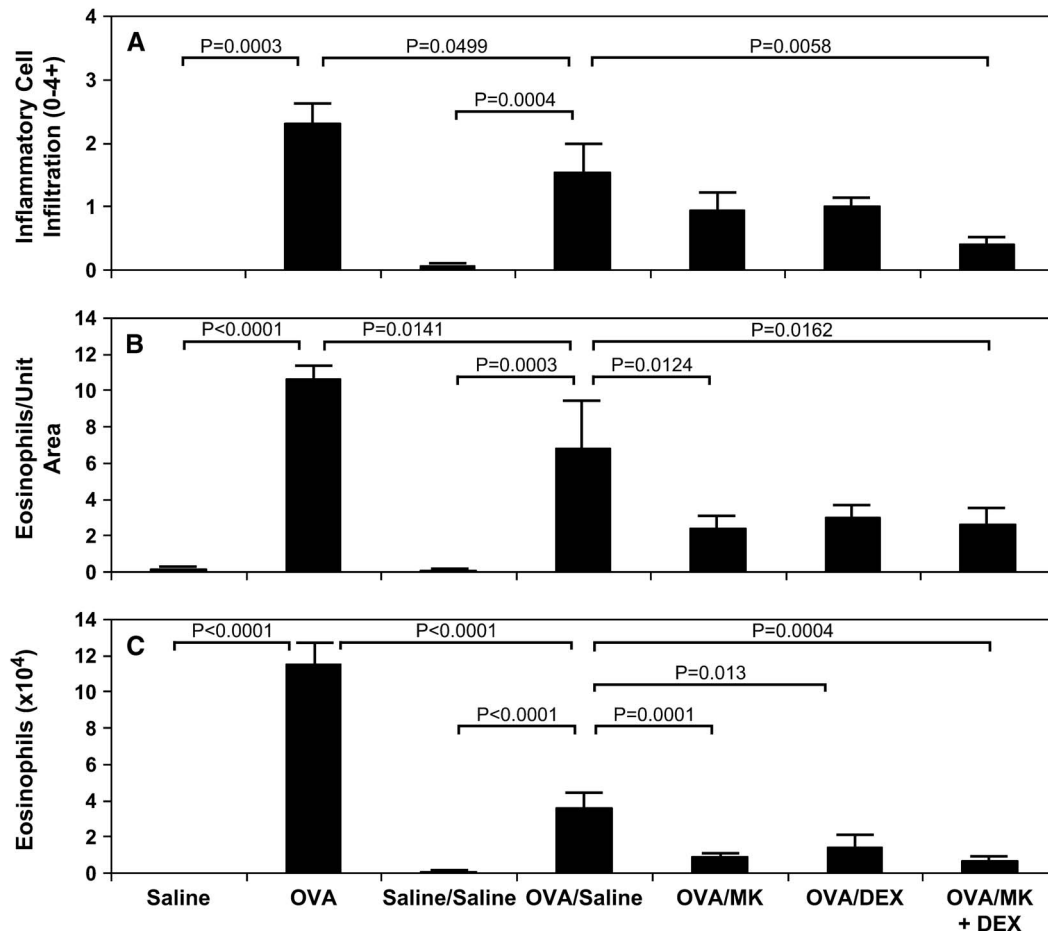 A
Inflammatory Cell
Infiltration (0-4+)
4
3
2
1
0
P=0.0003
P=0.0499
P=0.0058
P=0.0004
B
Eosinophils/Unit
Area
14
12
10
8
6
4
2
0
P<0.0001
P=0.0141
P=0.0162
P=0.0003
P=0.0124
C
Eosinophils (x10⁴)
14
12
10
8
6
4
2
0
P<0.0001
P<0.0001
P=0.0004
P=0.013
P<0.0001
P=0.0001
Saline
OVA
Saline/Saline
OVA/Saline
OVA/MK
OVA/DEX
OVA/MK
+ DEX